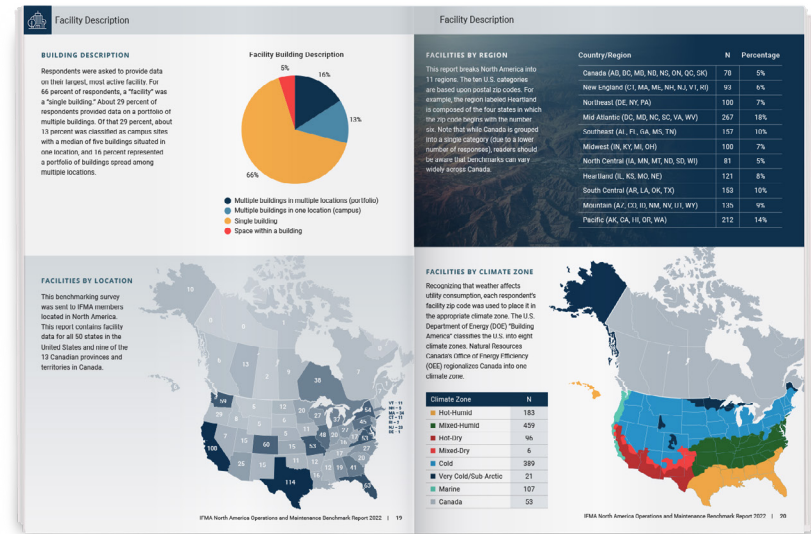 Facility Description
BUILDING DESCRIPTION
Respondents were asked to provide data
on their largest, most active facility. For
66 percent of respondents, a "facility" was
a "single building." About 29 percent of
respondents provided data on a portfolio of
multiple buildings. Of that 29 percent, about
13 percent was classified as campus sites
with a median of five buildings situated in
one location, and 16 percent represented
a portfolio of buildings spread among
multiple locations.
Facility Building Description
5%
16%
13%
66%
Multiple buildings in multiple locations (portfolio)
Multiple buildings in one location (campus)
Single building
Space within a building
FACILITIES BY LOCATION
This benchmarking survey
was sent to IFMA members
located in North America.
This report contains facility
data for all 50 states in the
United States and nine of the
13 Canadian provinces and
territories in Canada.
10
13
38
59
29
100
60
53
114
25
15
IFMA North America Operations and Maintenance Benchmark Report 2022 | 19
Facility Description
FACILITIES BY REGION
This report breaks North America into
11 regions. The ten U.S. categories
are based upon postal zip codes. For
example, the region labeled Heartland
is composed of the four states in which
the zip code begins with the number
six. Note that while Canada is grouped
into a single category (due to a lower
number of responses), readers should
be aware that benchmarks can vary
widely across Canada.
Country/Region N Percentage
Canada (AB, BC, MB, NB, NS, ON, QC, SK) 78 5%
New England (CT, MA, ME, NH, NJ, VT, RI) 93 6%
Northeast (DE, NY, PA) 100 7%
Mid Atlantic (DC, MD, NC, SC, VA, WV) 267 18%
Southeast (AL, FL, GA, MS, TN) 157 10%
Midwest (IN, KY, MI, OH) 100 7%
North Central (IA, MN, MT, ND, SD, WI) 81 5%
Heartland (IL, KS, MO, NE) 121 8%
South Central (AR, LA, OK, TX) 153 10%
Mountain (AZ, CO, ID, NM, NV, UT, WY) 135 9%
Pacific (AK, CA, HI, OR, WA) 212 14%
FACILITIES BY CLIMATE ZONE
Recognizing that weather affects
utility consumption, each respondent's
facility zip code was used to place it in
the appropriate climate zone. The U.S.
Department of Energy (DOE) "Building
America" classifies the U.S. into eight
climate zones. Natural Resources
Canada's Office of Energy Efficiency
(OEE) regionalizes Canada into one
climate zone.
Climate Zone N
Hot-Humid 183
Mixed-Humid 459
Hot-Dry 96
Mixed-Dry 6
Cold 389
Very Cold/Sub Arctic 21
Marine 107
Canada 53
IFMA North America Operations and Maintenance Benchmark Report 2022 | 20